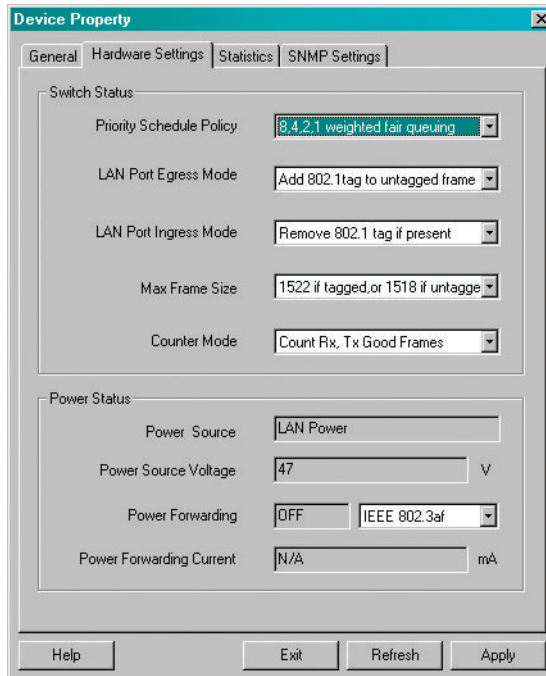 Device Property
General Hardware Settings Statistics SNMP Settings
Switch Status
Priority Schedule Policy 8,4,2,1 weighted fair queuing
LAN Port Egress Mode Add 802.1tag to untagged frame
LAN Port Ingress Mode Remove 802.1 tag if present
Max Frame Size 1522 if tagged,or 1518 if untagge
Counter Mode Count Rx, Tx Good Frames
Power Status
Power Source LAN Power
Power Source Voltage 47 V
Power Forwarding OFF IEEE 802.3af
Power Forwarding Current N/A mA
Help Exit Refresh Apply